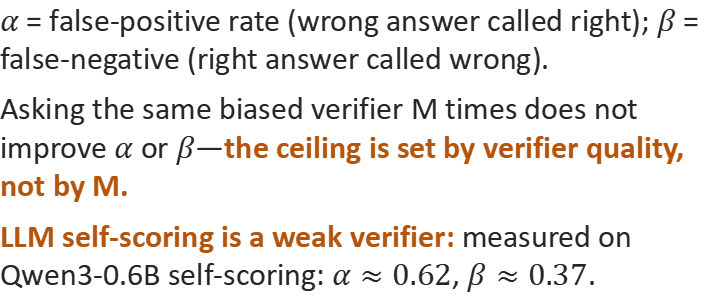 α = false-positive rate (wrong answer called right); β =
false-negative (right answer called wrong).
Asking the same biased verifier M times does not
improve α or β—the ceiling is set by verifier quality,
not by M.
LLM self-scoring is a weak verifier: measured on
Qwen3-0.6B self-scoring: α ≈ 0.62, β ≈ 0.37.